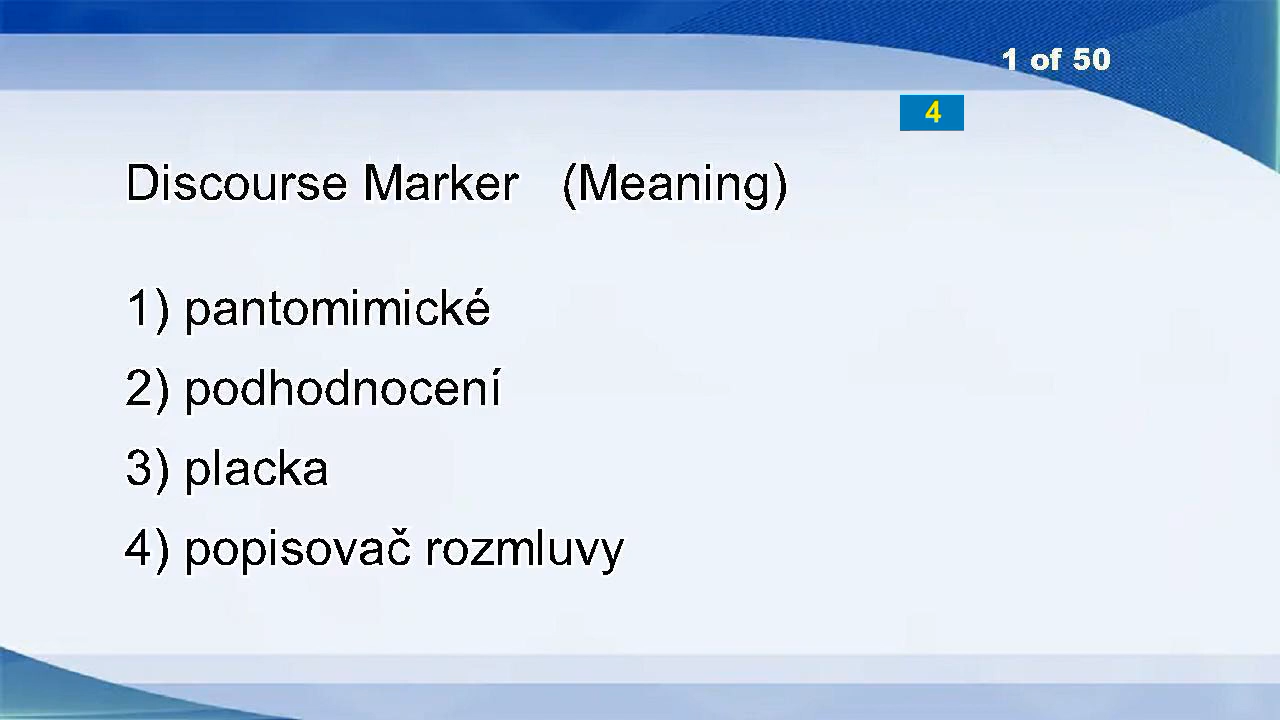 1 of 50
4
Discourse Marker (Meaning)
1) pantomimické
2) podhodnocení
3) placka
4) popisovač rozmluvy